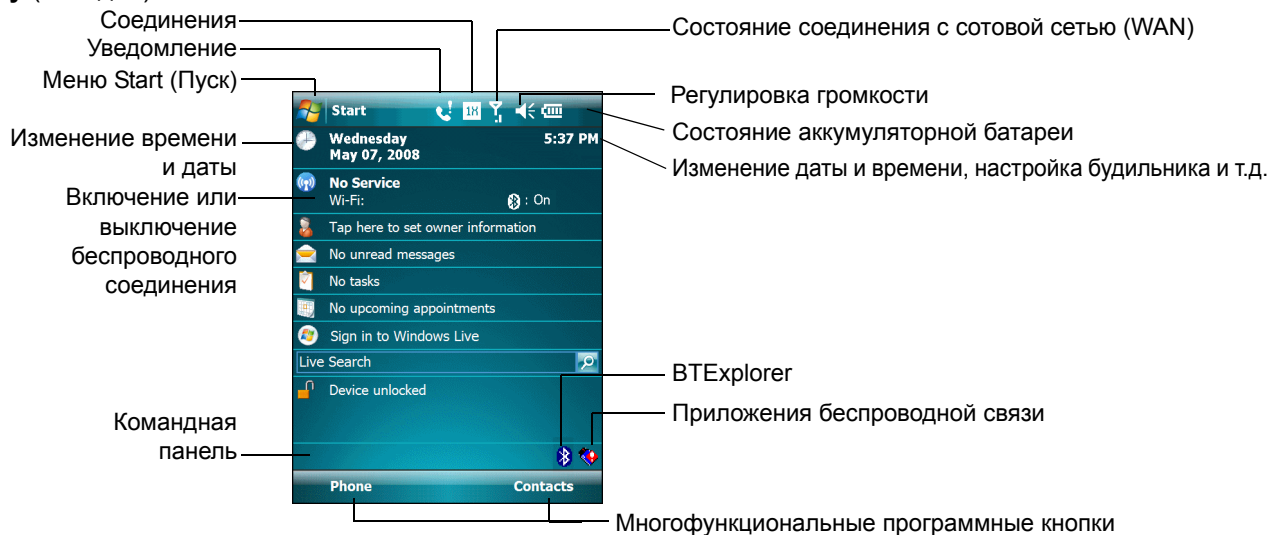 Соединения
Уведомление
Меню Start (Пуск)
Изменение времени
и даты
Включение или
выключение
беспроводного
соединения
Командная
панель
Start
1X
Wednesday
May 07, 2008
5:37 PM
No Service
Wi-Fi:
: On
Tap here to set owner information
No unread messages
No tasks
No upcoming appointments
Sign in to Windows Live
Live Search
Device unlocked
Phone
Contacts
Состояние соединения с сотовой сетью (WAN)
Регулировка громкости
Состояние аккумуляторной батареи
Изменение даты и времени, настройка будильника и т.д.
BTExplorer
Приложения беспроводной связи
Многофункциональные программные кнопки